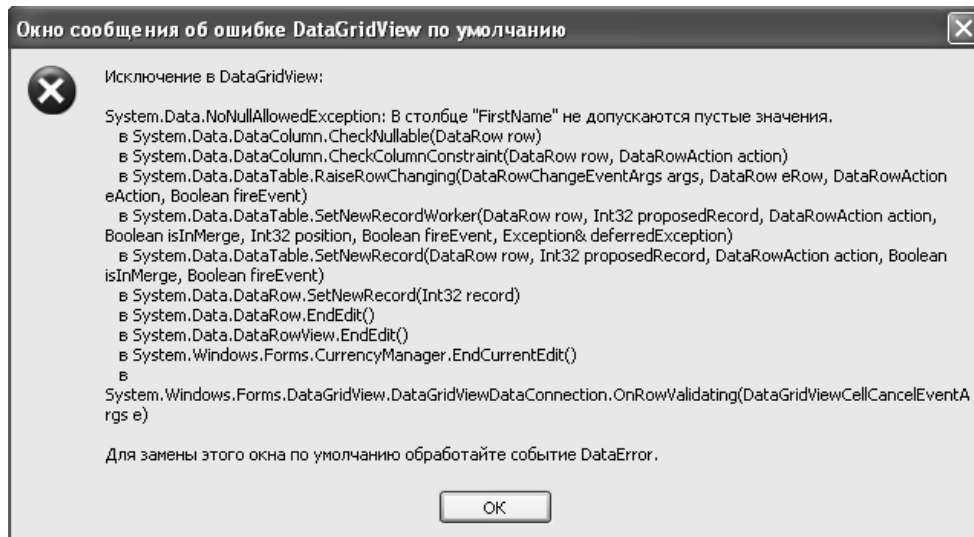 Окно сообщения об ошибке DataGridView по умолчанию
Исключение в DataGridView:
System.Data.NoNullAllowedException: В столбце "FirstName" не допускаются пустые значения.
в System.Data.DataColumn.CheckNullable(DataRow row)
в System.Data.DataColumn.CheckColumnConstraint(DataRow row, DataRowAction action)
в System.Data.DataTable.RaiseRowChanging(DataRowChangeEventArgs args, DataRow eRow, DataRowAction
eAction, Boolean fireEvent)
в System.Data.DataTable.SetNewRecordWorker(DataRow row, Int32 proposedRecord, DataRowAction action,
Boolean isInMerge, Int32 position, Boolean fireEvent, Exception& deferredException)
в System.Data.DataTable.SetNewRecord(DataRow row, Int32 proposedRecord, DataRowAction action, Boolean
isInMerge, Boolean fireEvent)
в System.Data.DataRow.SetNewRecord(Int32 record)
в System.Data.DataRow.EndEdit()
в System.Data.DataRowView.EndEdit()
в System.Windows.Forms.CurrencyManager.EndCurrentEdit()
в
System.Windows.Forms.DataGridView.DataGridViewDataConnection.OnRowValidating(DataGridViewCellCancelEventA
rgs e)
Для замены этого окна по умолчанию обработайте событие DataError.
OK